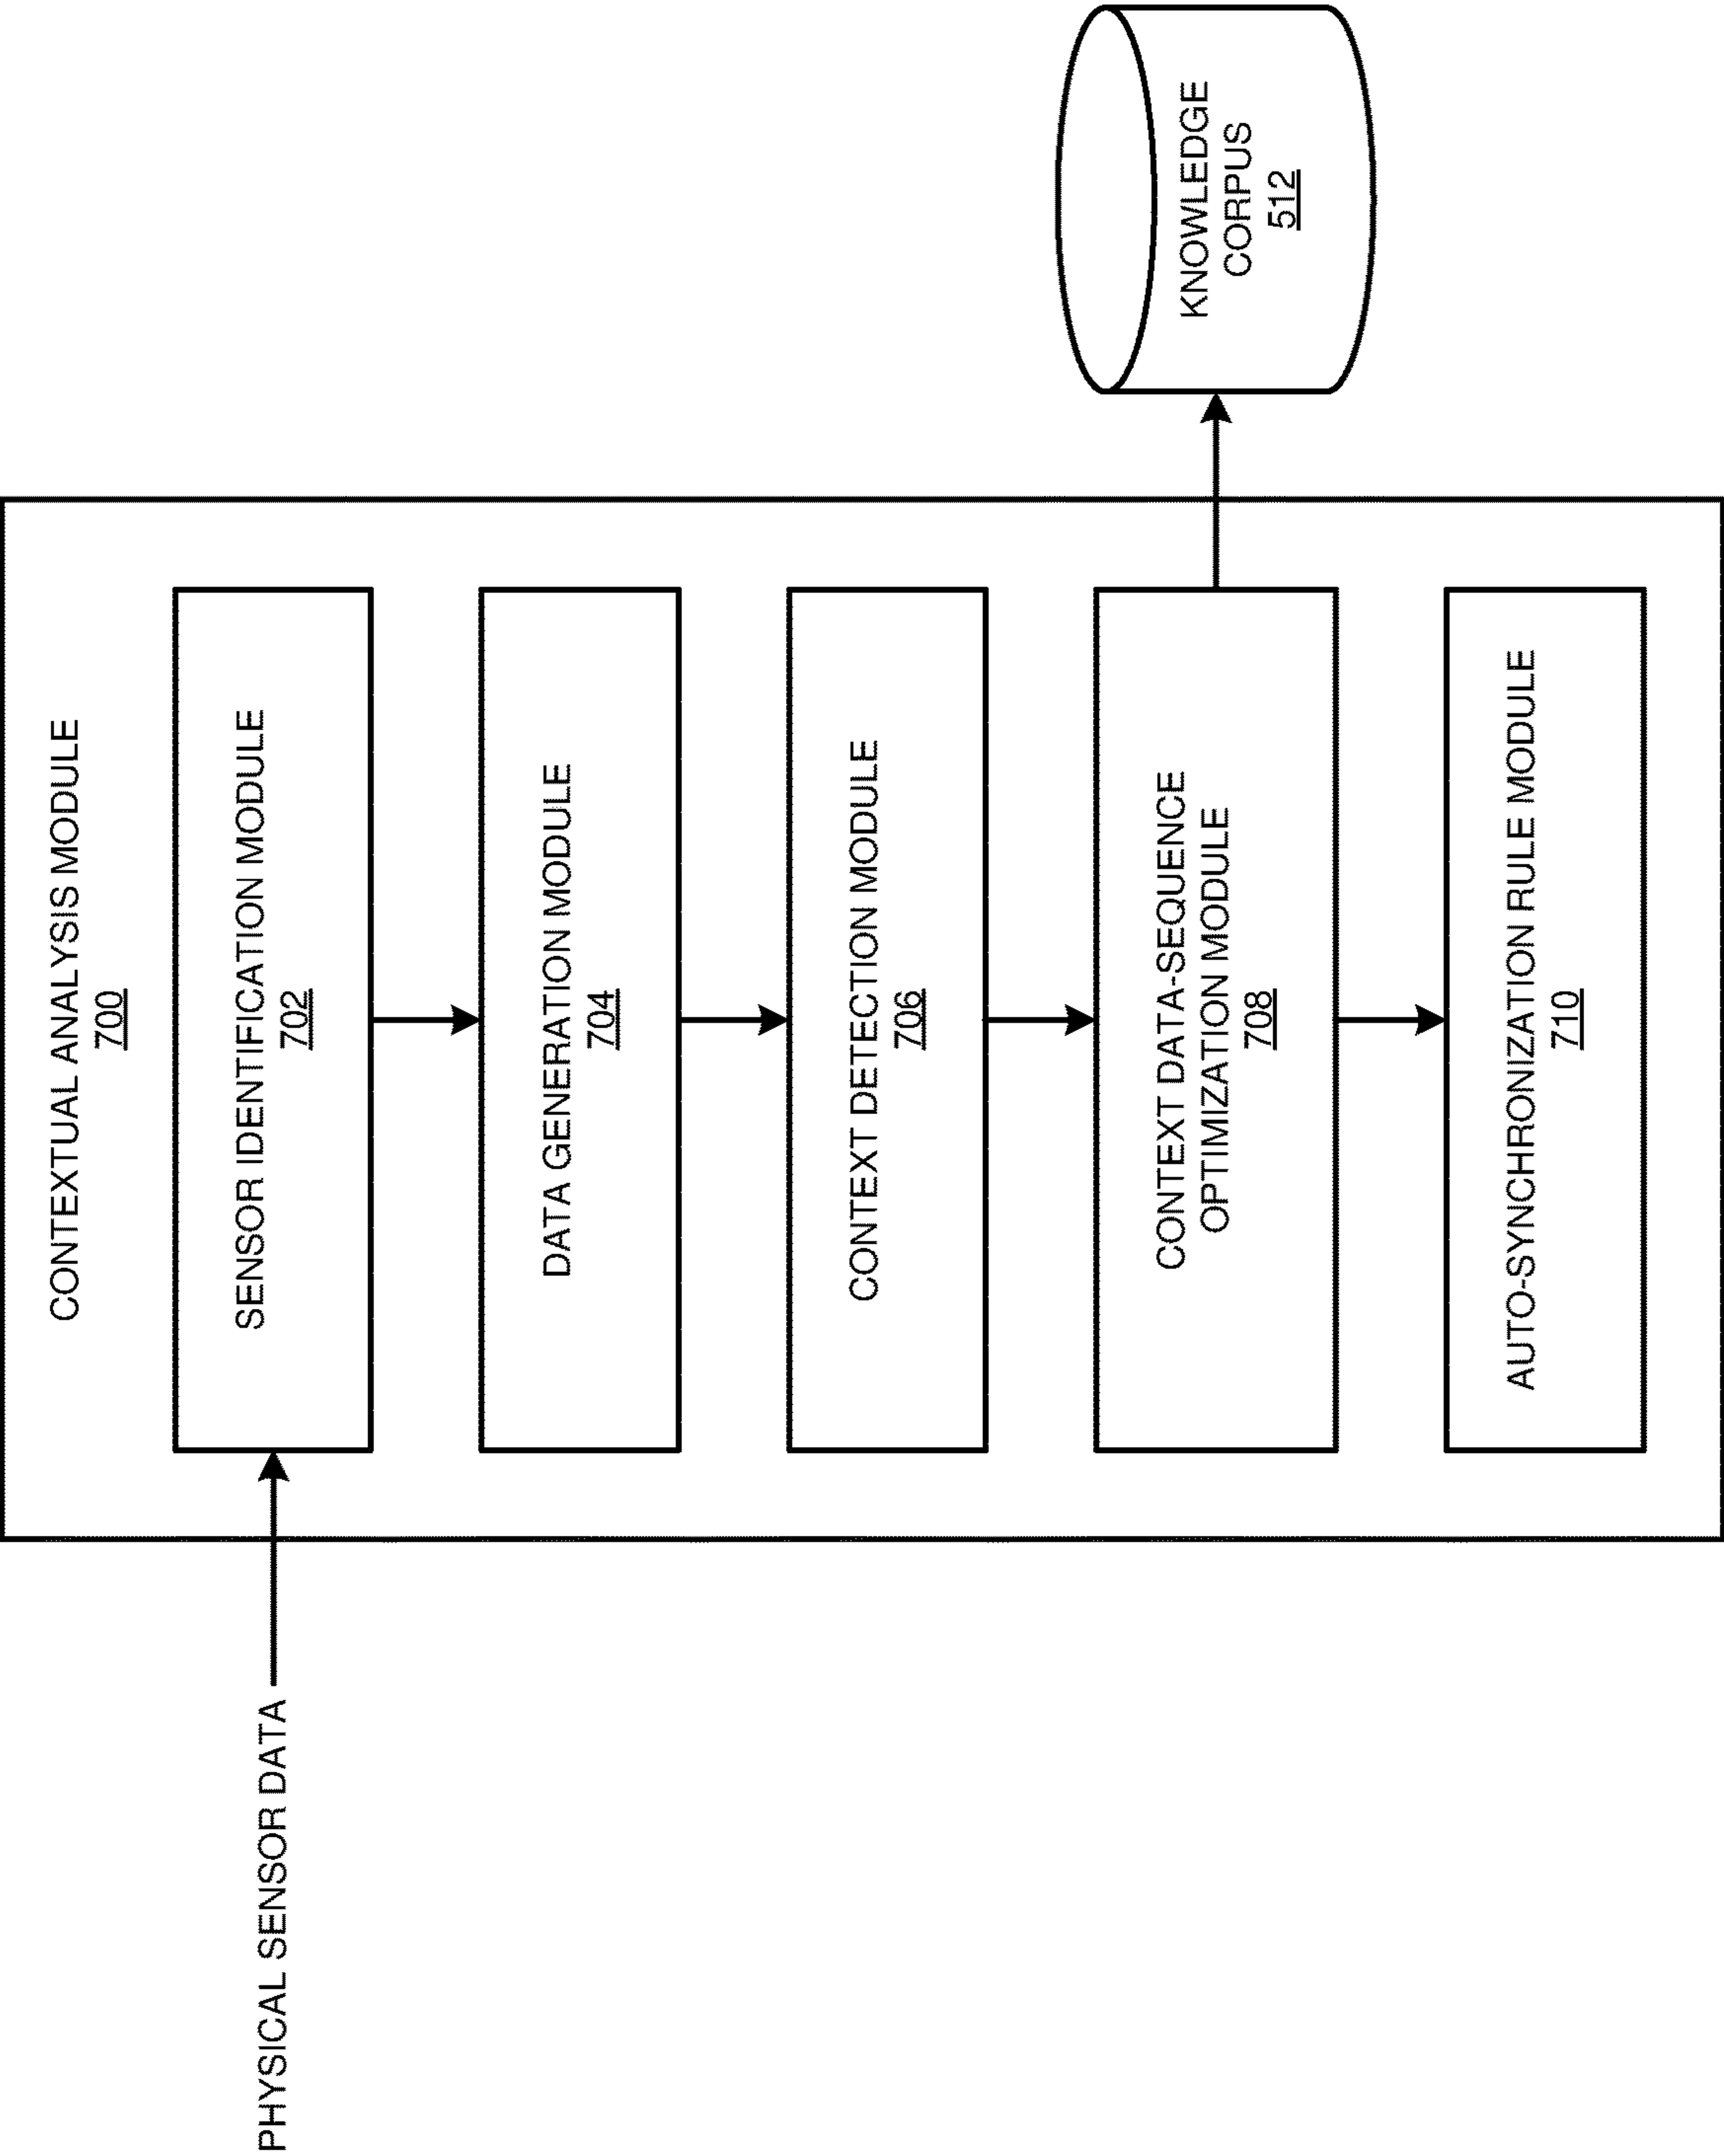 CONTEXTUAL ANALYSIS MODULE
700
PHYSICAL SENSOR DATA
SENSOR IDENTIFICATION MODULE
702
DATA GENERATION MODULE
704
CONTEXT DETECTION MODULE
706
CONTEXT DATA-SEQUENCE
OPTIMIZATION MODULE
708
KNOWLEDGE
CORPUS
512
AUTO-SYNCHRONIZATION RULE MODULE
710